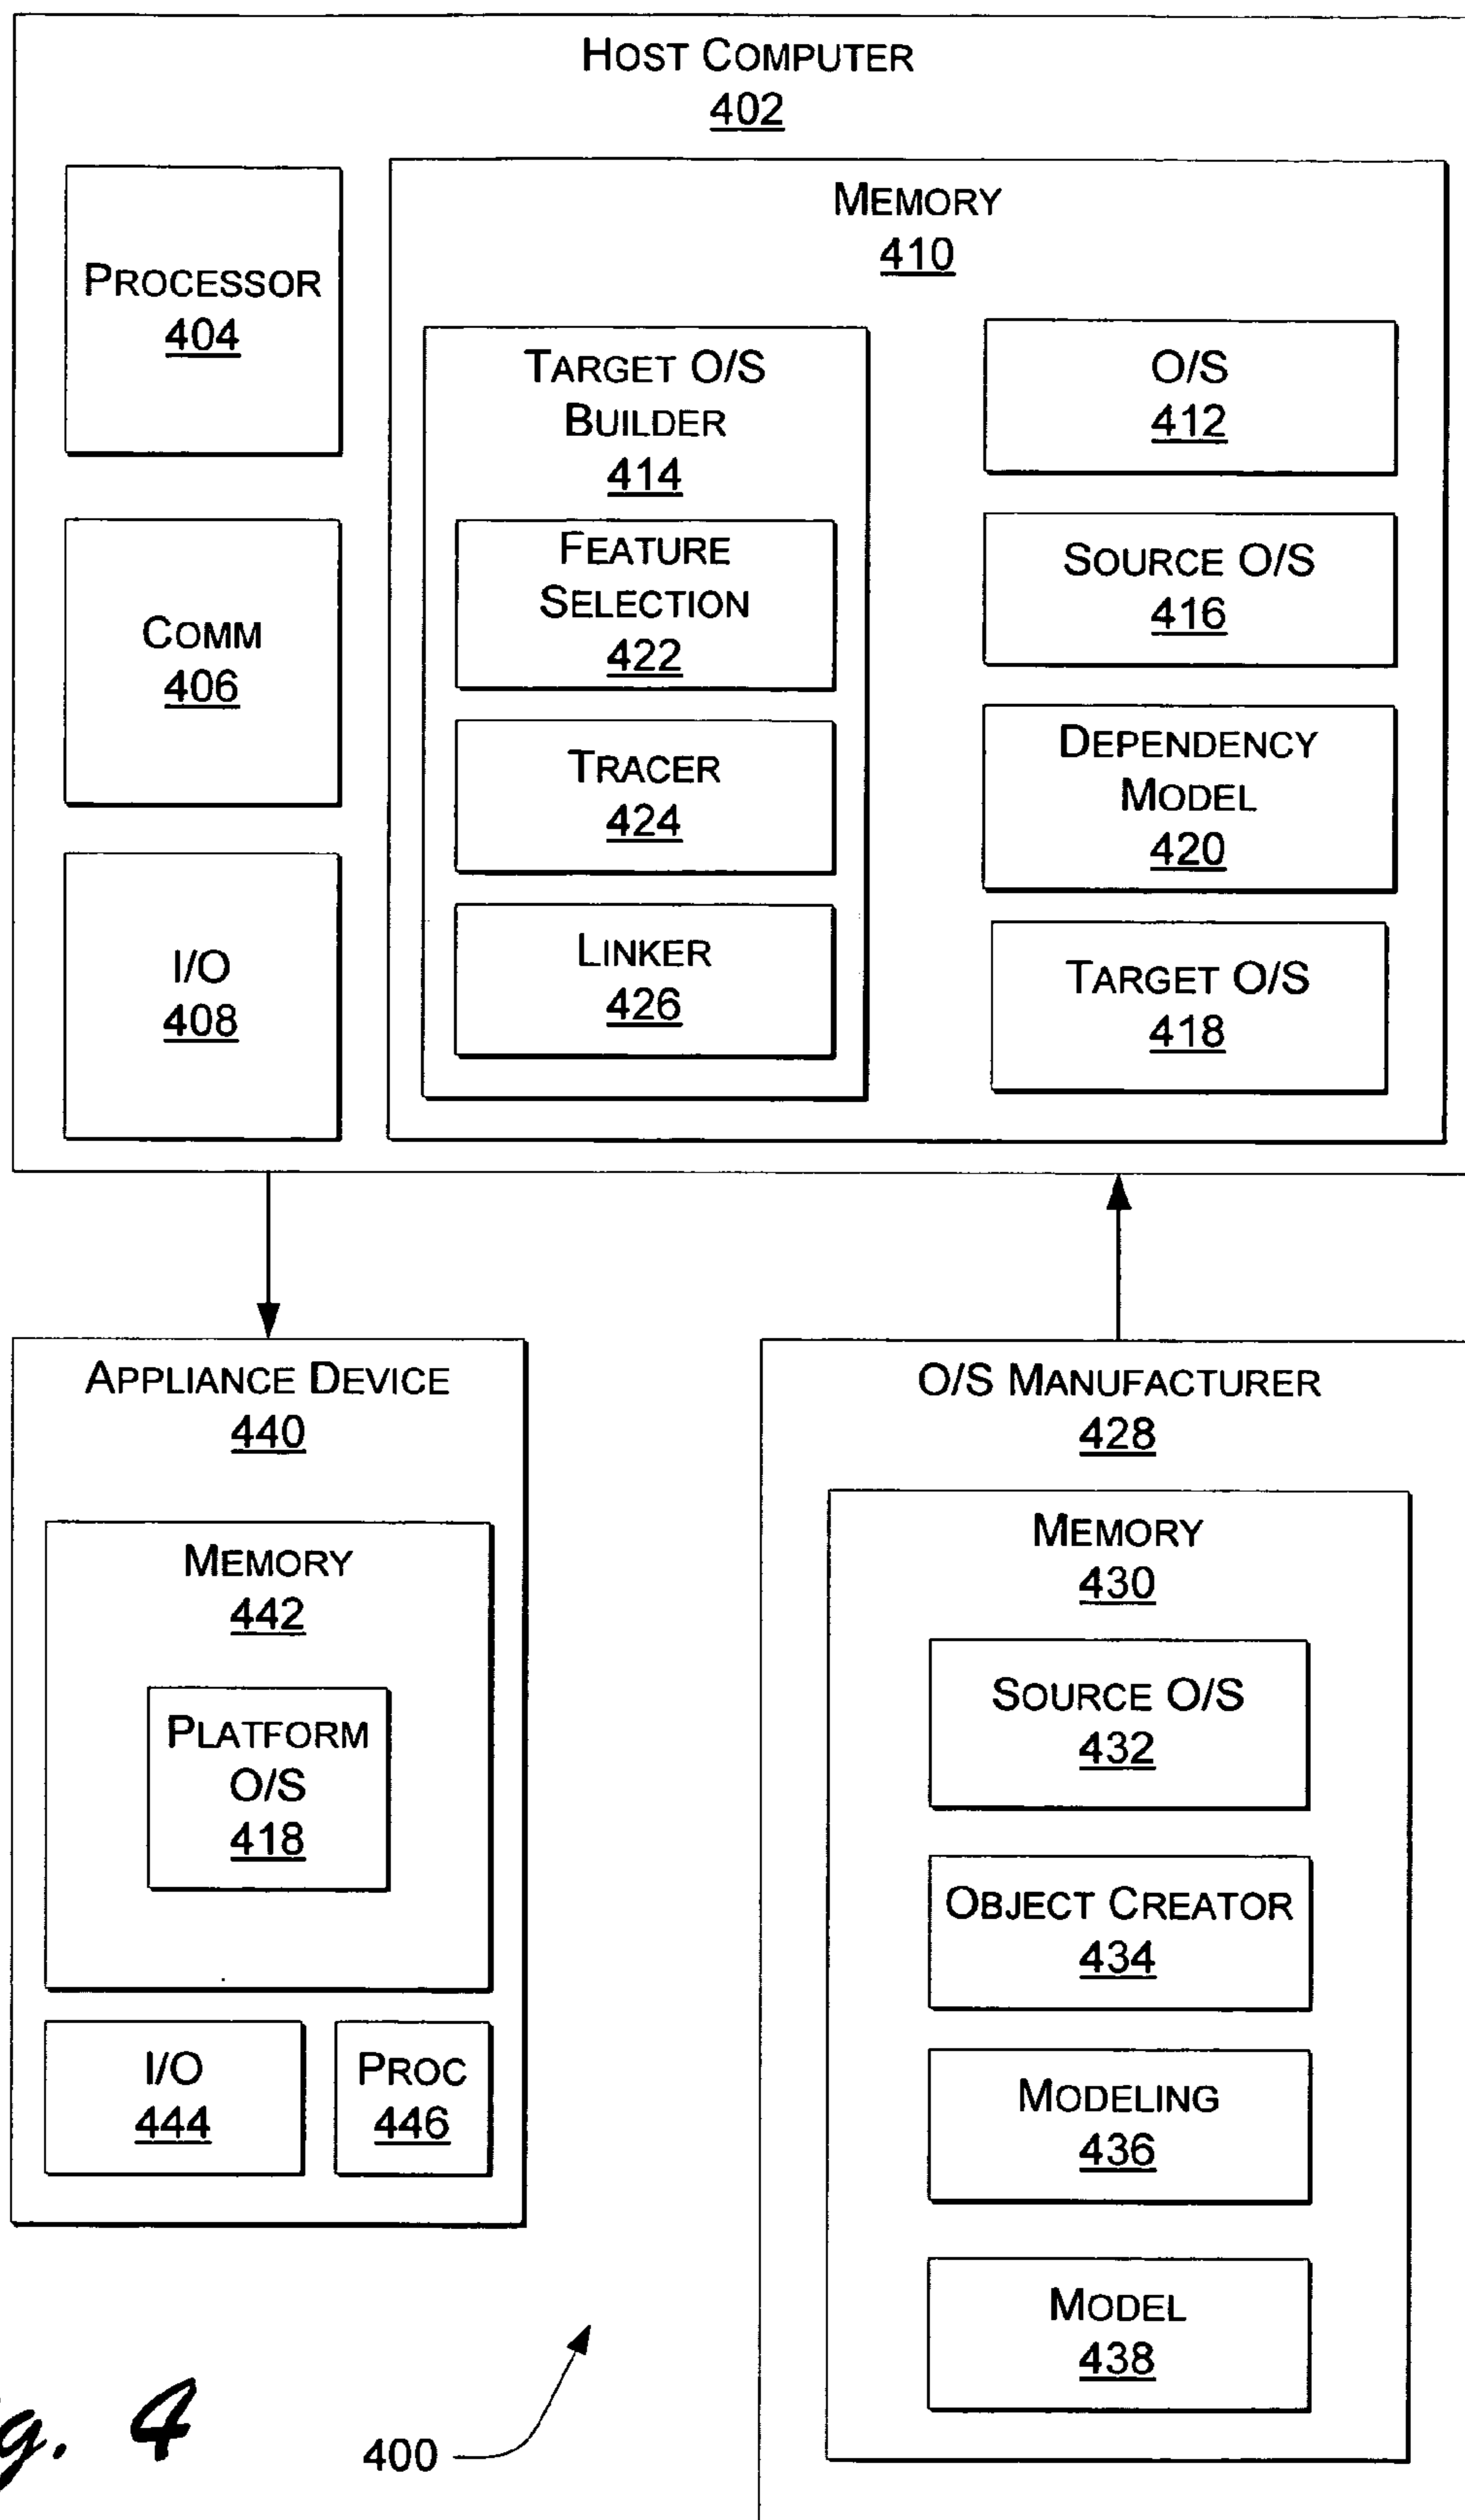 HOST COMPUTER
402
PROCESSOR
404
COMM
406
I/O
408
MEMORY
410
TARGET O/S
BUILDER
414
FEATURE
SELECTION
422
TRACER
424
LINKER
426
O/S
412
SOURCE O/S
416
DEPENDENCY
MODEL
420
TARGET O/S
418
APPLIANCE DEVICE
440
MEMORY
442
PLATFORM
O/S
418
I/O
444
PROC
446
O/S MANUFACTURER
428
MEMORY
430
SOURCE O/S
432
OBJECT CREATOR
434
MODELING
436
MODEL
438
g. 4
400